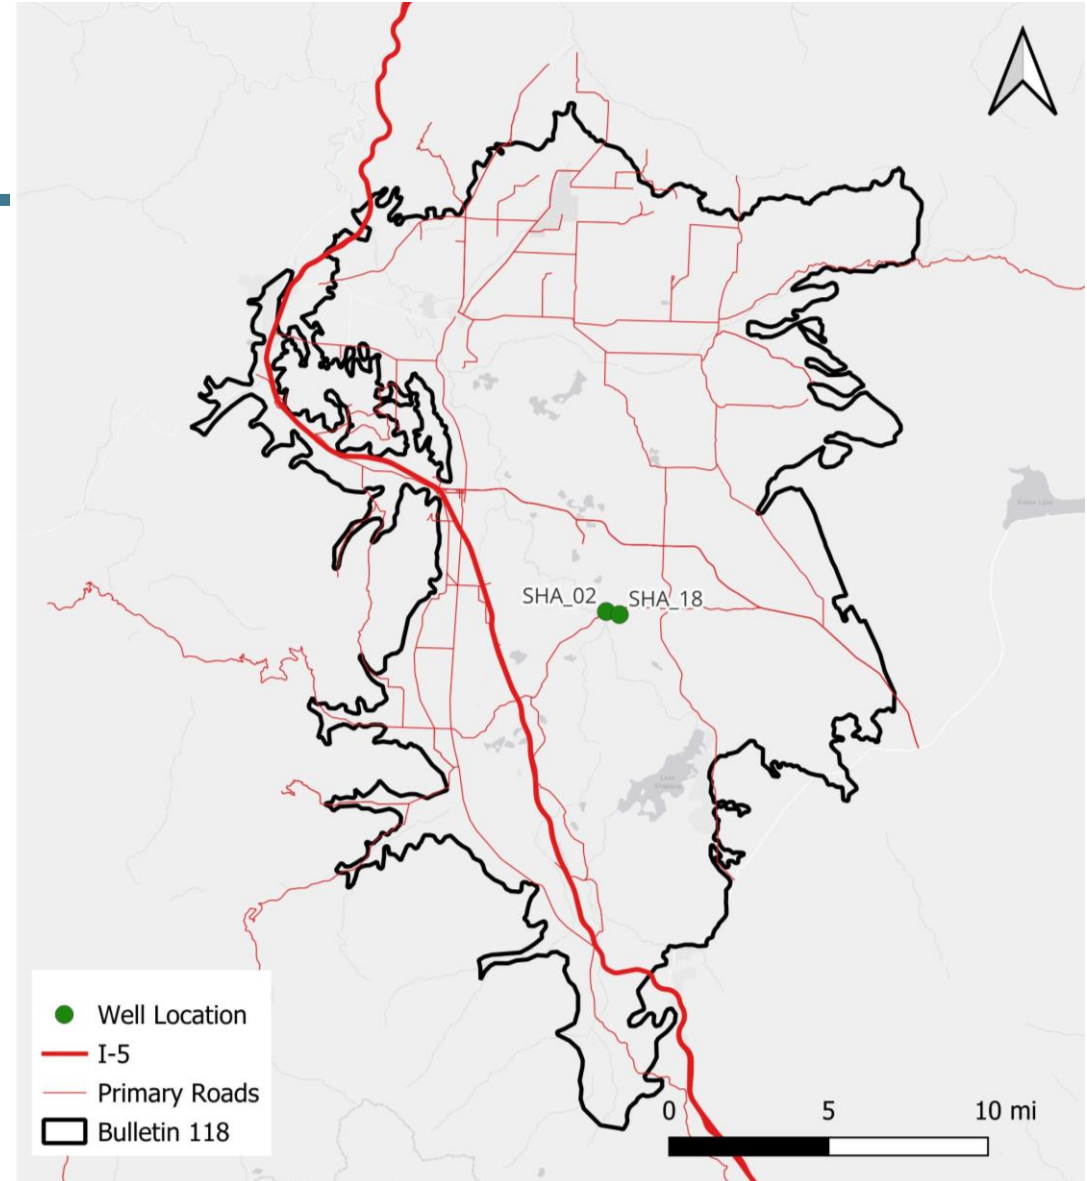 SHA_02
SHA_18
Well Location
I-5
Primary Roads
Bulletin 118
0 5 10 mi